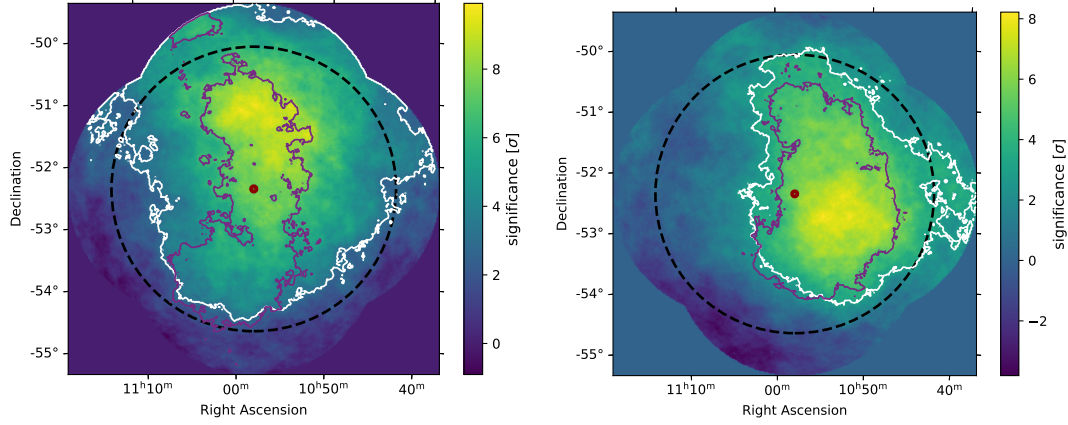 -50°
-51°
-52°
-53°
-54°
-55°
Declination
11ʰ10ᵐ 00ᵐ 10ʰ50ᵐ 40ᵐ
Right Ascension
8
6
4
2
0
significance [σ]
-50°
-51°
-52°
-53°
-54°
-55°
Declination
11ʰ10ᵐ 00ᵐ 10ʰ50ᵐ 40ᵐ
Right Ascension
8
6
4
2
0
−2
significance [σ]